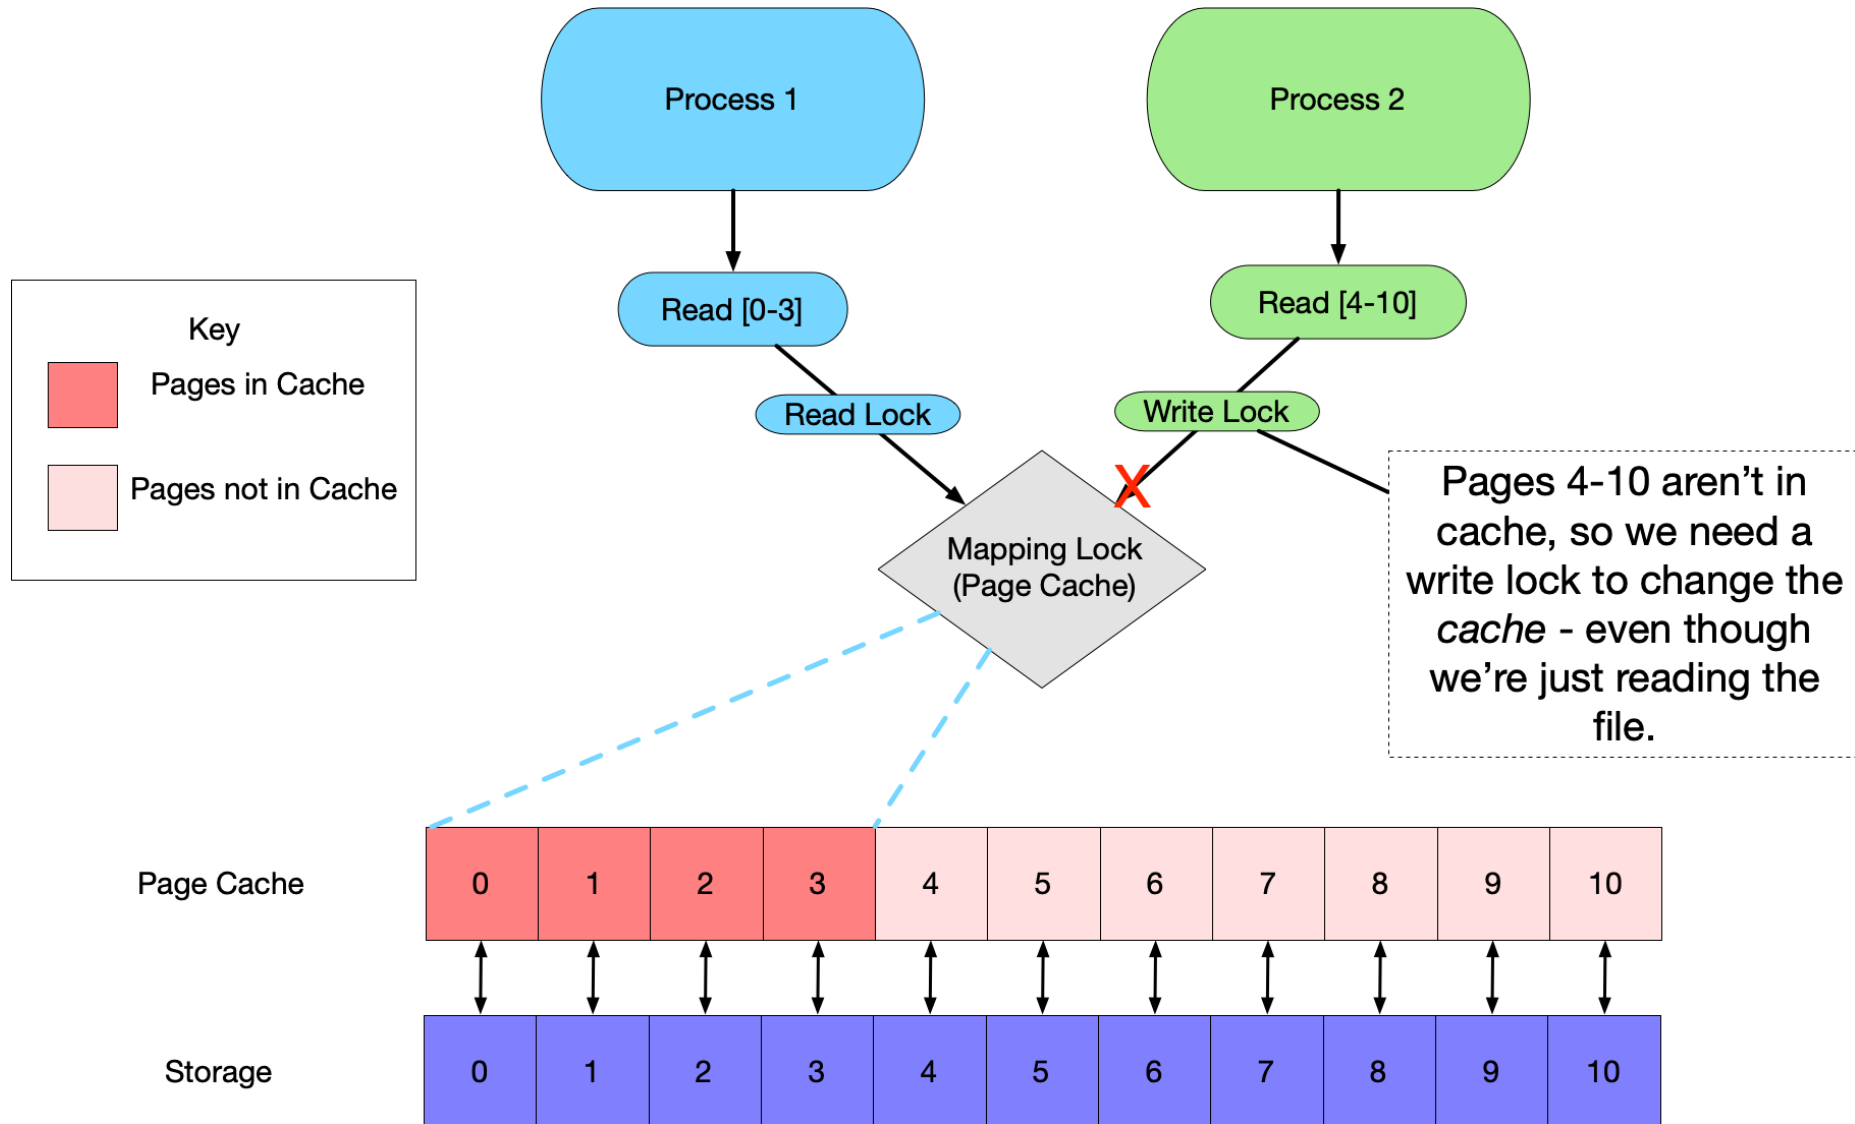 Process 1
Process 2
Read [0-3]
Read [4-10]
Key
Pages in Cache
Pages not in Cache
Read Lock
Write Lock
X
Mapping Lock
(Page Cache)
Pages 4-10 aren’t in
cache, so we need a
write lock to change the
cache - even though
we’re just reading the
file.
Page Cache
0 1 2 3 4 5 6 7 8 9 10
Storage
0 1 2 3 4 5 6 7 8 9 10